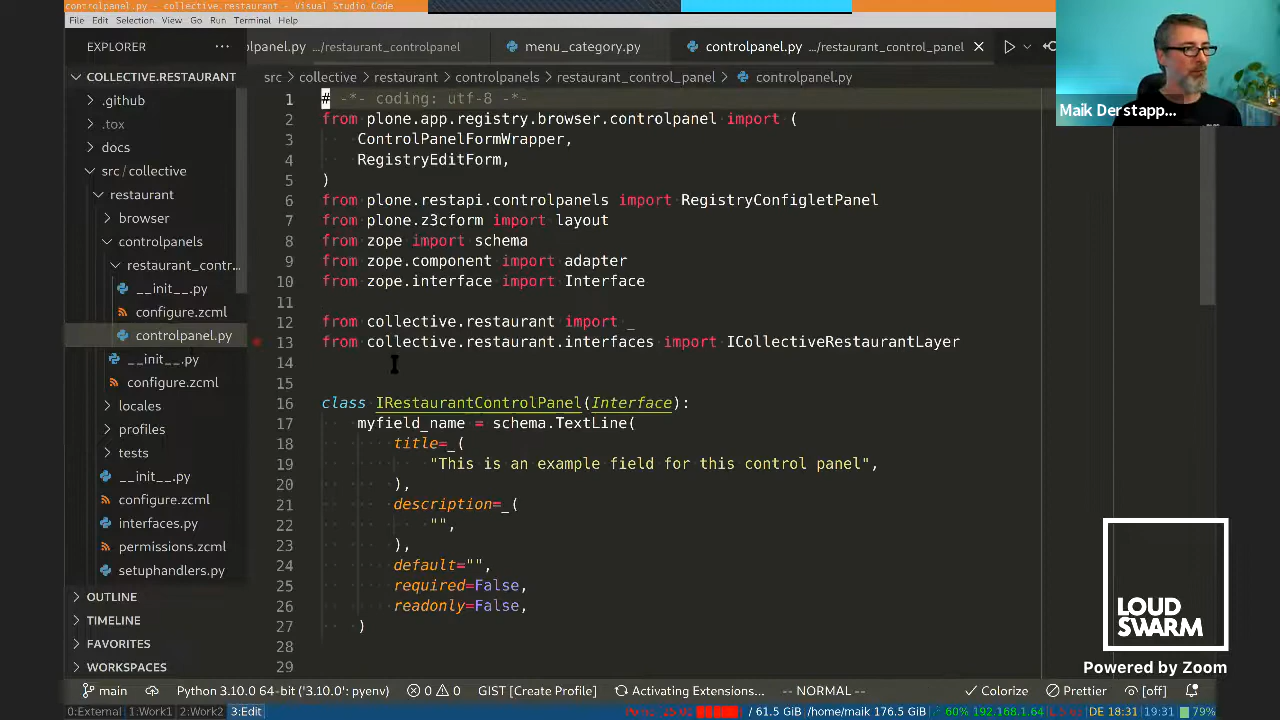 controlpanel.py - collective.restaurant - Visual Studio Code
File Edit Selection View Go Run Terminal Help
EXPLORER ···
lpanel.py .../restaurant_controlpanel
menu_category.py
controlpanel.py .../restaurant_control_panel
src > collective > restaurant > controlpanels > restaurant_control_panel > controlpanel.py
COLLECTIVE.RESTAURANT
.github
.tox
docs
src/collective
restaurant
browser
controlpanels
restaurant_contr...
__init__.py
configure.zcml
controlpanel.py
__init__.py
configure.zcml
locales
profiles
tests
__init__.py
configure.zcml
interfaces.py
permissions.zcml
setuphandlers.py
OUTLINE
TIMELINE
FAVORITES
WORKSPACES
1 # -*- coding: utf-8 -*-
2 from plone.app.registry.browser.controlpanel import (
3 ControlPanelFormWrapper,
4 RegistryEditForm,
5 )
6 from plone.restapi.controlpanels import RegistryConfigletPanel
7 from plone.z3cform import layout
8 from zope import schema
9 from zope.component import adapter
10 from zope.interface import Interface
11
12 from collective.restaurant import _
13 from collective.restaurant.interfaces import ICollectiveRestaurantLayer
14
15
16 class IRestaurantControlPanel(Interface):
17 myfield_name = schema.TextLine(
18 title=_(
19 "This is an example field for this control panel",
20 ),
21 description=_(
22 "",
23 ),
24 default="",
25 required=False,
26 readonly=False,
27 )
28
29
Maik Derstapp...
LOUD
SWARM
Powered by Zoom
main Python 3.10.0 64-bit ('3.10.0': pyenv) 0 0 GIST [Create Profile] Activating Extensions... -- NORMAL -- Colorize Prettier [off]
0:External 1:Work1 2:Work2 3:Edit / 61.5 GiB /home/maik 176.5 GiB 60% 192.168.1.64 DE 18:31 19:31 79%